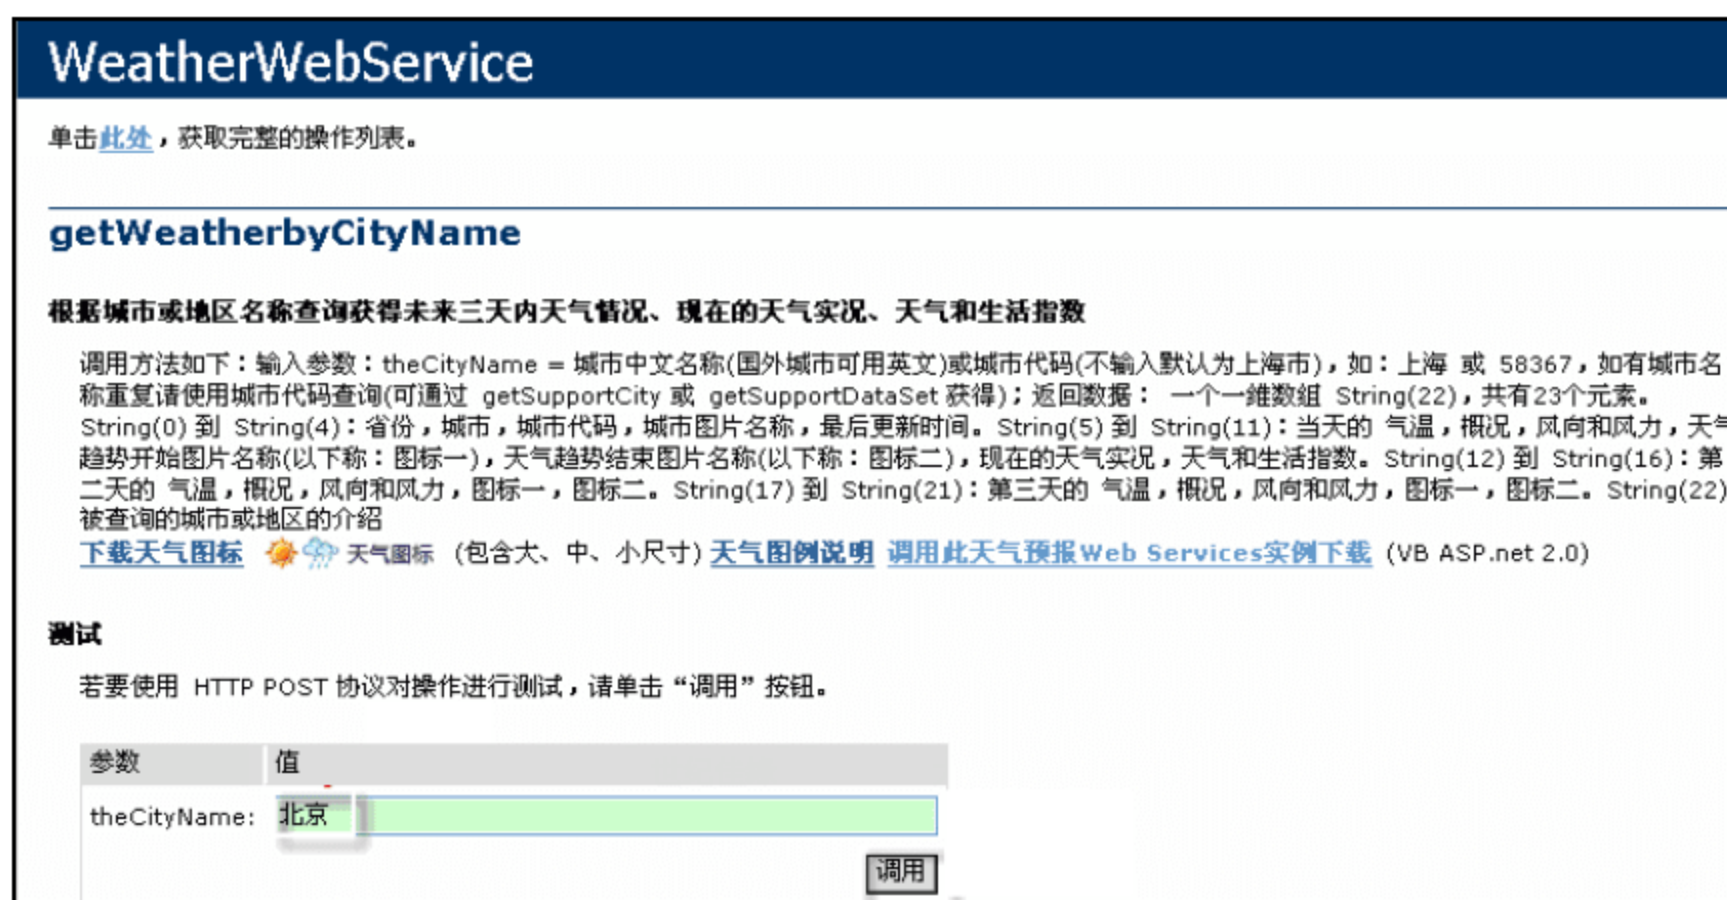 WeatherWebService
单击此处，获取完整的操作列表。
getWeatherbyCityName
根据城市或地区名称查询获得未来三天内天气情况、现在的天气实况、天气和生活指数
调用方法如下：输入参数：theCityName = 城市中文名称(国外城市可用英文)或城市代码(不输入默认为上海市)，如：上海 或 58367，如有城市名
称重复请使用城市代码查询(可通过 getSupportCity 或 getSupportDataSet 获得)；返回数据： 一个一维数组 String(22)，共有23个元素。
String(0) 到 String(4)：省份，城市，城市代码，城市图片名称，最后更新时间。String(5) 到 String(11)：当天的 气温，概况，风向和风力，天气
趋势开始图片名称(以下称：图标一)，天气趋势结束图片名称(以下称：图标二)，现在的天气实况，天气和生活指数。String(12) 到 String(16)：第
二天的 气温，概况，风向和风力，图标一，图标二。String(17) 到 String(21)：第三天的 气温，概况，风向和风力，图标一，图标二。String(22)
被查询的城市或地区的介绍
下载天气图标 天气图标 (包含大、中、小尺寸) 天气图例说明 调用此天气预报Web Services实例下载 (VB ASP.net 2.0)
测试
若要使用 HTTP POST 协议对操作进行测试，请单击“调用”按钮。
参数 值
theCityName: 北京
调用